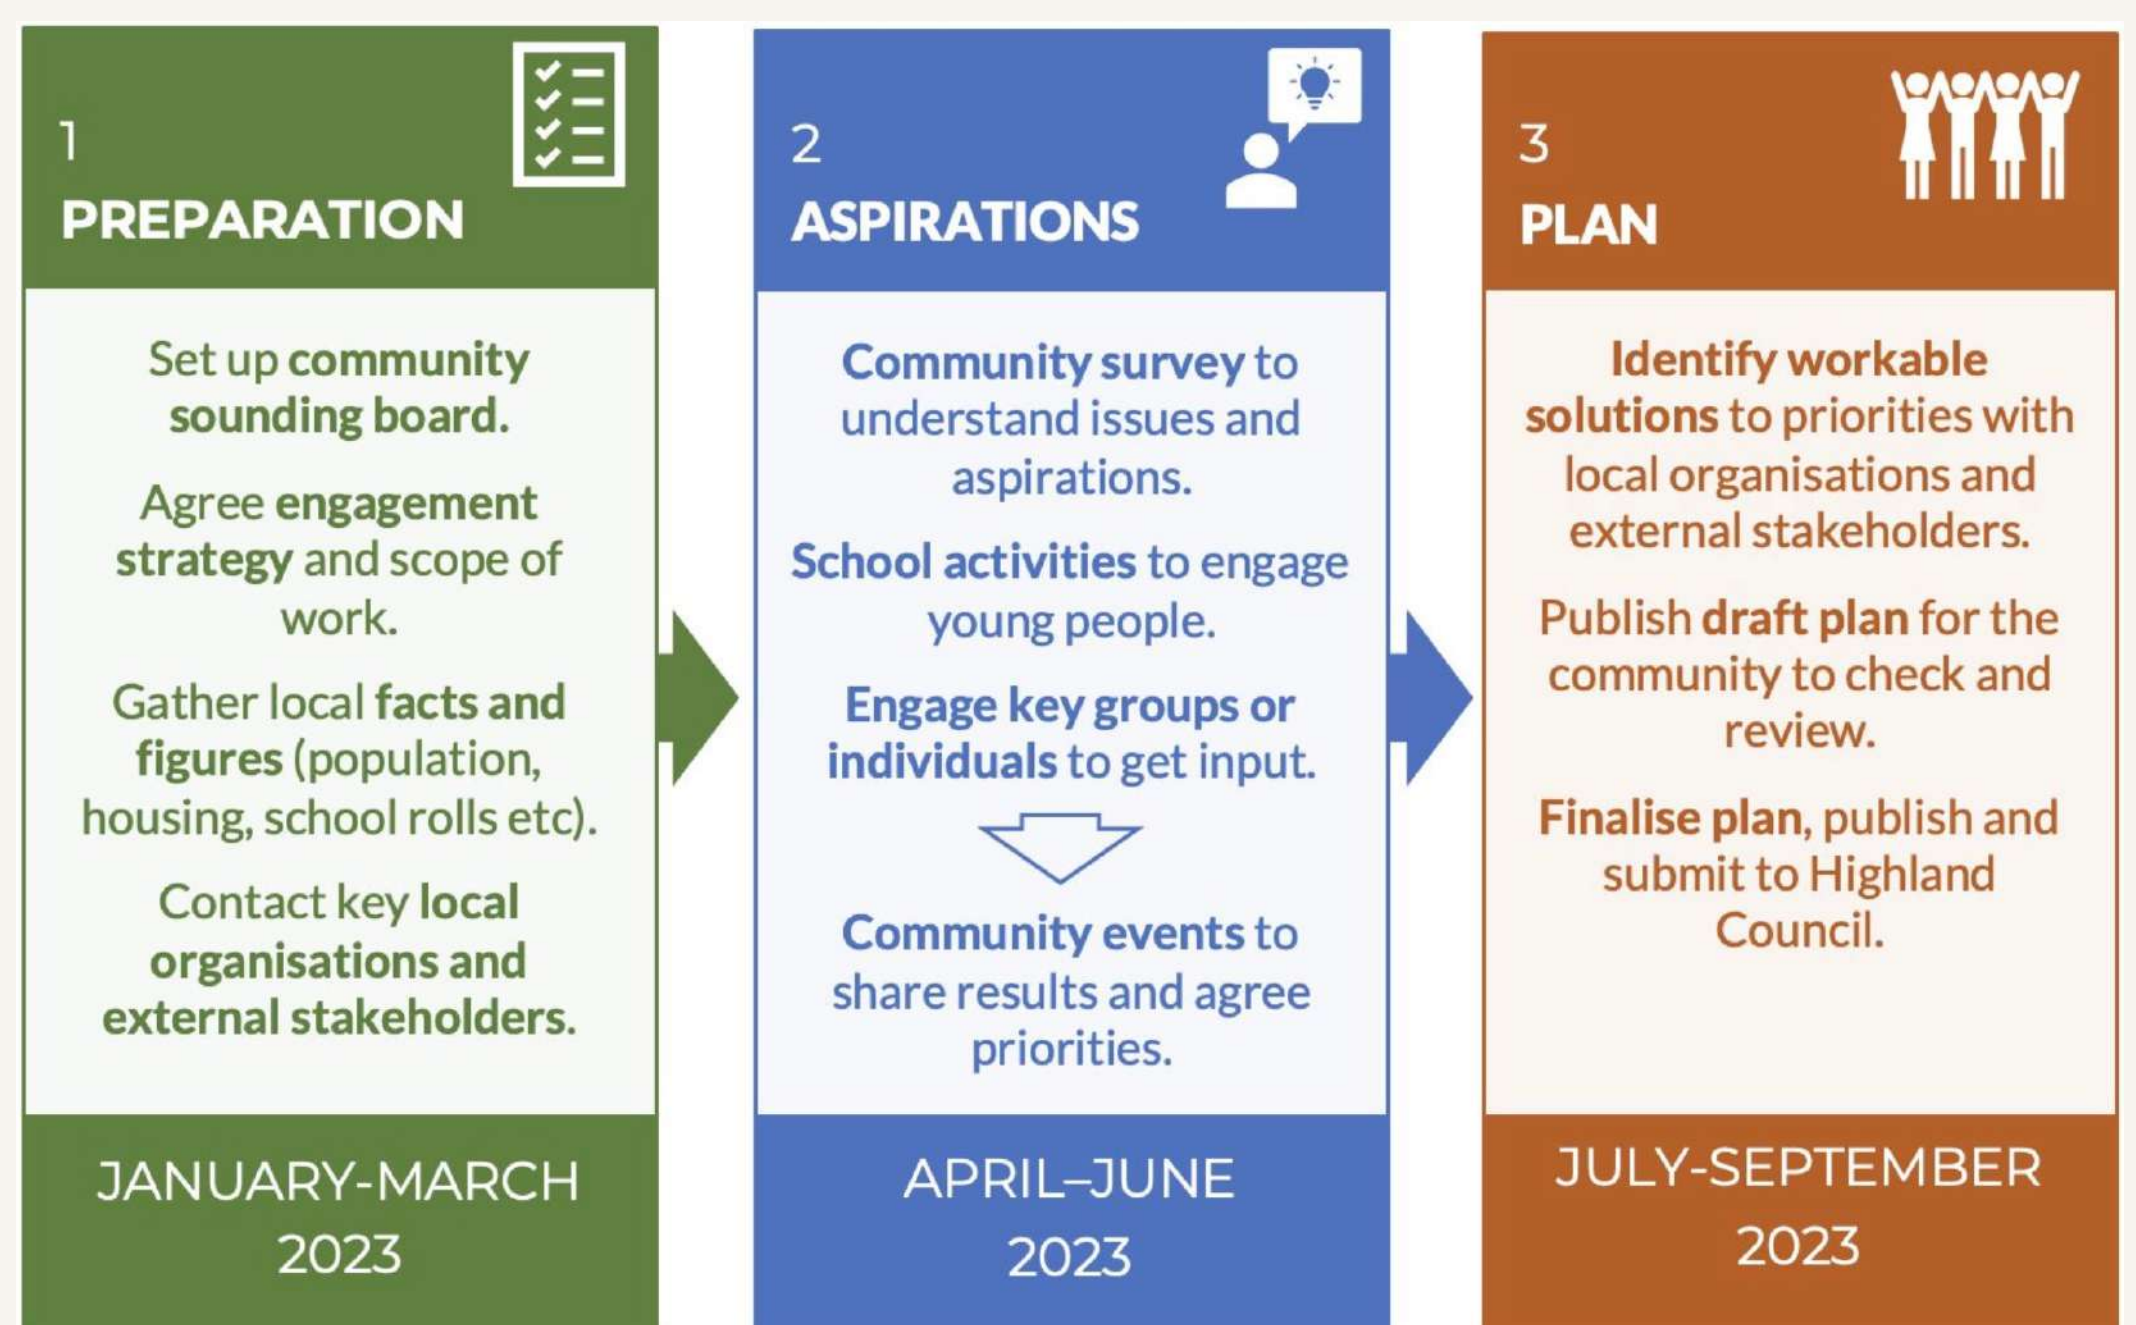 1
PREPARATION
Set up community
sounding board.
Agree engagement
strategy and scope of
work.
Gather local facts and
figures (population,
housing, school rolls etc).
Contact key local
organisations and
external stakeholders.
JANUARY-MARCH
2023
2
ASPIRATIONS
Community survey to
understand issues and
aspirations.
School activities to engage
young people.
Engage key groups or
individuals to get input.
Community events to
share results and agree
priorities.
APRIL–JUNE
2023
3
PLAN
Identify workable
solutions to priorities with
local organisations and
external stakeholders.
Publish draft plan for the
community to check and
review.
Finalise plan, publish and
submit to Highland
Council.
JULY-SEPTEMBER
2023